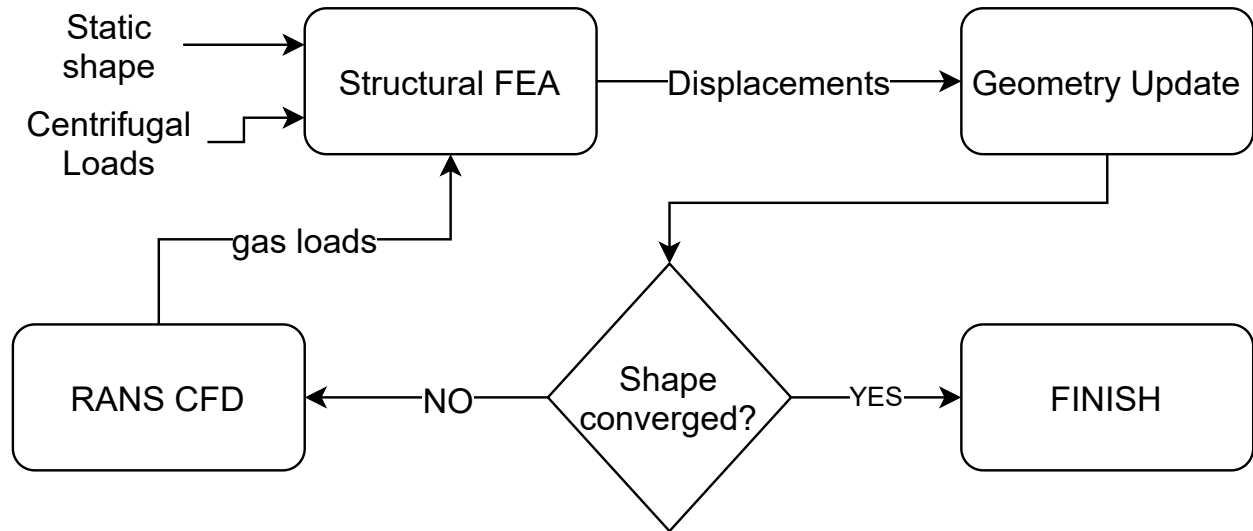 Static
shape
Structural FEA
Displacements
Geometry Update
Centrifugal
Loads
gas loads
RANS CFD
NO
Shape
converged?
YES
FINISH